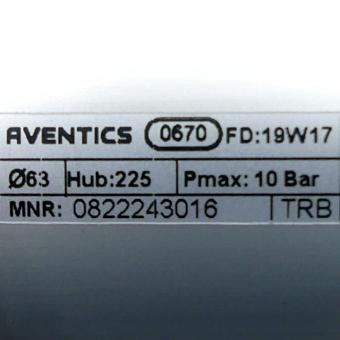 AVENTICS 0670 FD:19W17
Ø63 Hub:225 Pmax: 10 Bar
MNR: 0822243016 TRB